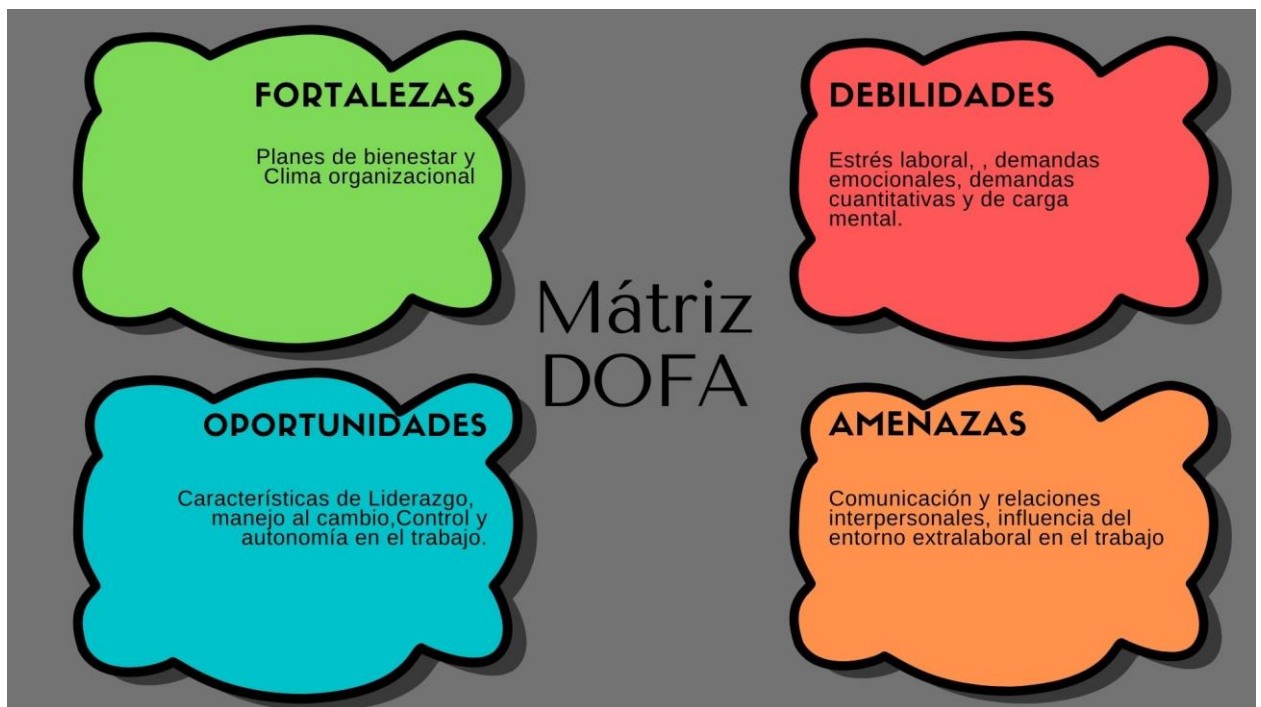 FORTALEZAS
Planes de bienestar y
Clima organizacional
DEBILIDADES
Estrés laboral, , demandas
emocionales, demandas
cuantitativas y de carga
mental.
Mátriz
DOFA
OPORTUNIDADES
Características de Liderazgo,
manejo al cambio,Control y
autonomía en el trabajo.
AMENAZAS
Comunicación y relaciones
interpersonales, influencia del
entorno extralaboral en el trabajo